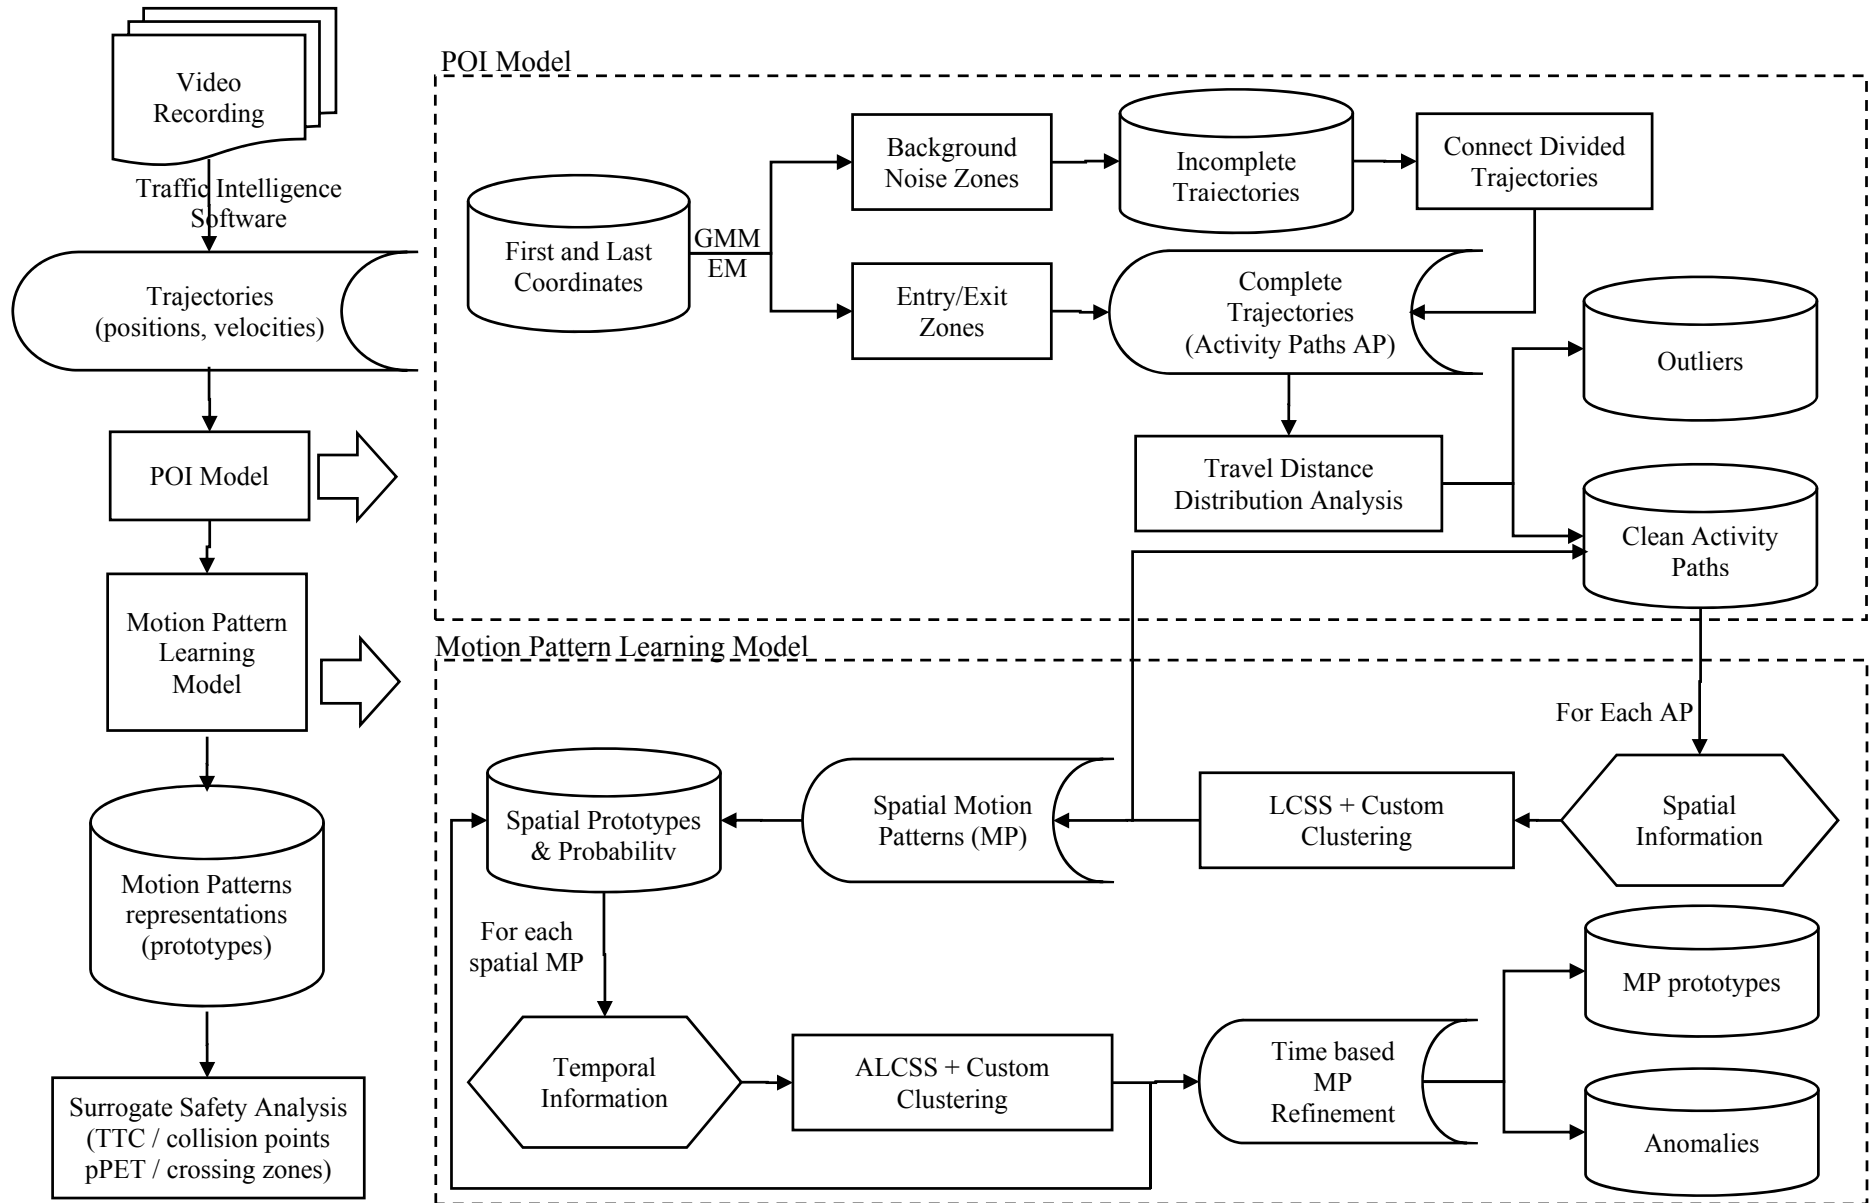 Video
Recording
Traffic Intelligence
Software
Trajectories
(positions, velocities)
POI Model
Motion Pattern
Learning
Model
Motion Patterns
representations
(prototypes)
Surrogate Safety Analysis
(TTC / collision points
pPET / crossing zones)
POI Model
First and Last
Coordinates
GMM
EM
Background
Noise Zones
Incomplete
Trajectories
Connect Divided
Trajectories
Entry/Exit
Zones
Complete
Trajectories
(Activity Paths AP)
Outliers
Travel Distance
Distribution Analysis
Clean Activity
Paths
Motion Pattern Learning Model
For Each AP
Spatial
Information
LCSS + Custom
Clustering
Spatial Motion
Patterns (MP)
Spatial Prototypes
& Probability
For each
spatial MP
Temporal
Information
ALCSS + Custom
Clustering
Time based
MP
Refinement
MP prototypes
Anomalies